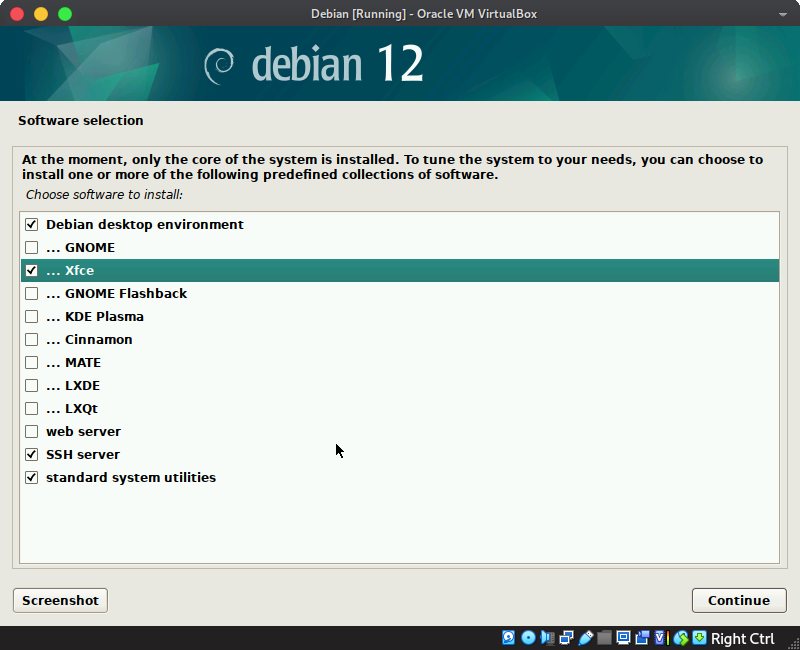 Debian [Running] - Oracle VM VirtualBox
debian 12
Software selection
At the moment, only the core of the system is installed. To tune the system to your needs, you can choose to
install one or more of the following predefined collections of software.
Choose software to install:
Debian desktop environment
... GNOME
... Xfce
... GNOME Flashback
... KDE Plasma
... Cinnamon
... MATE
... LXDE
... LXQt
web server
SSH server
standard system utilities
Screenshot
Continue
Right Ctrl